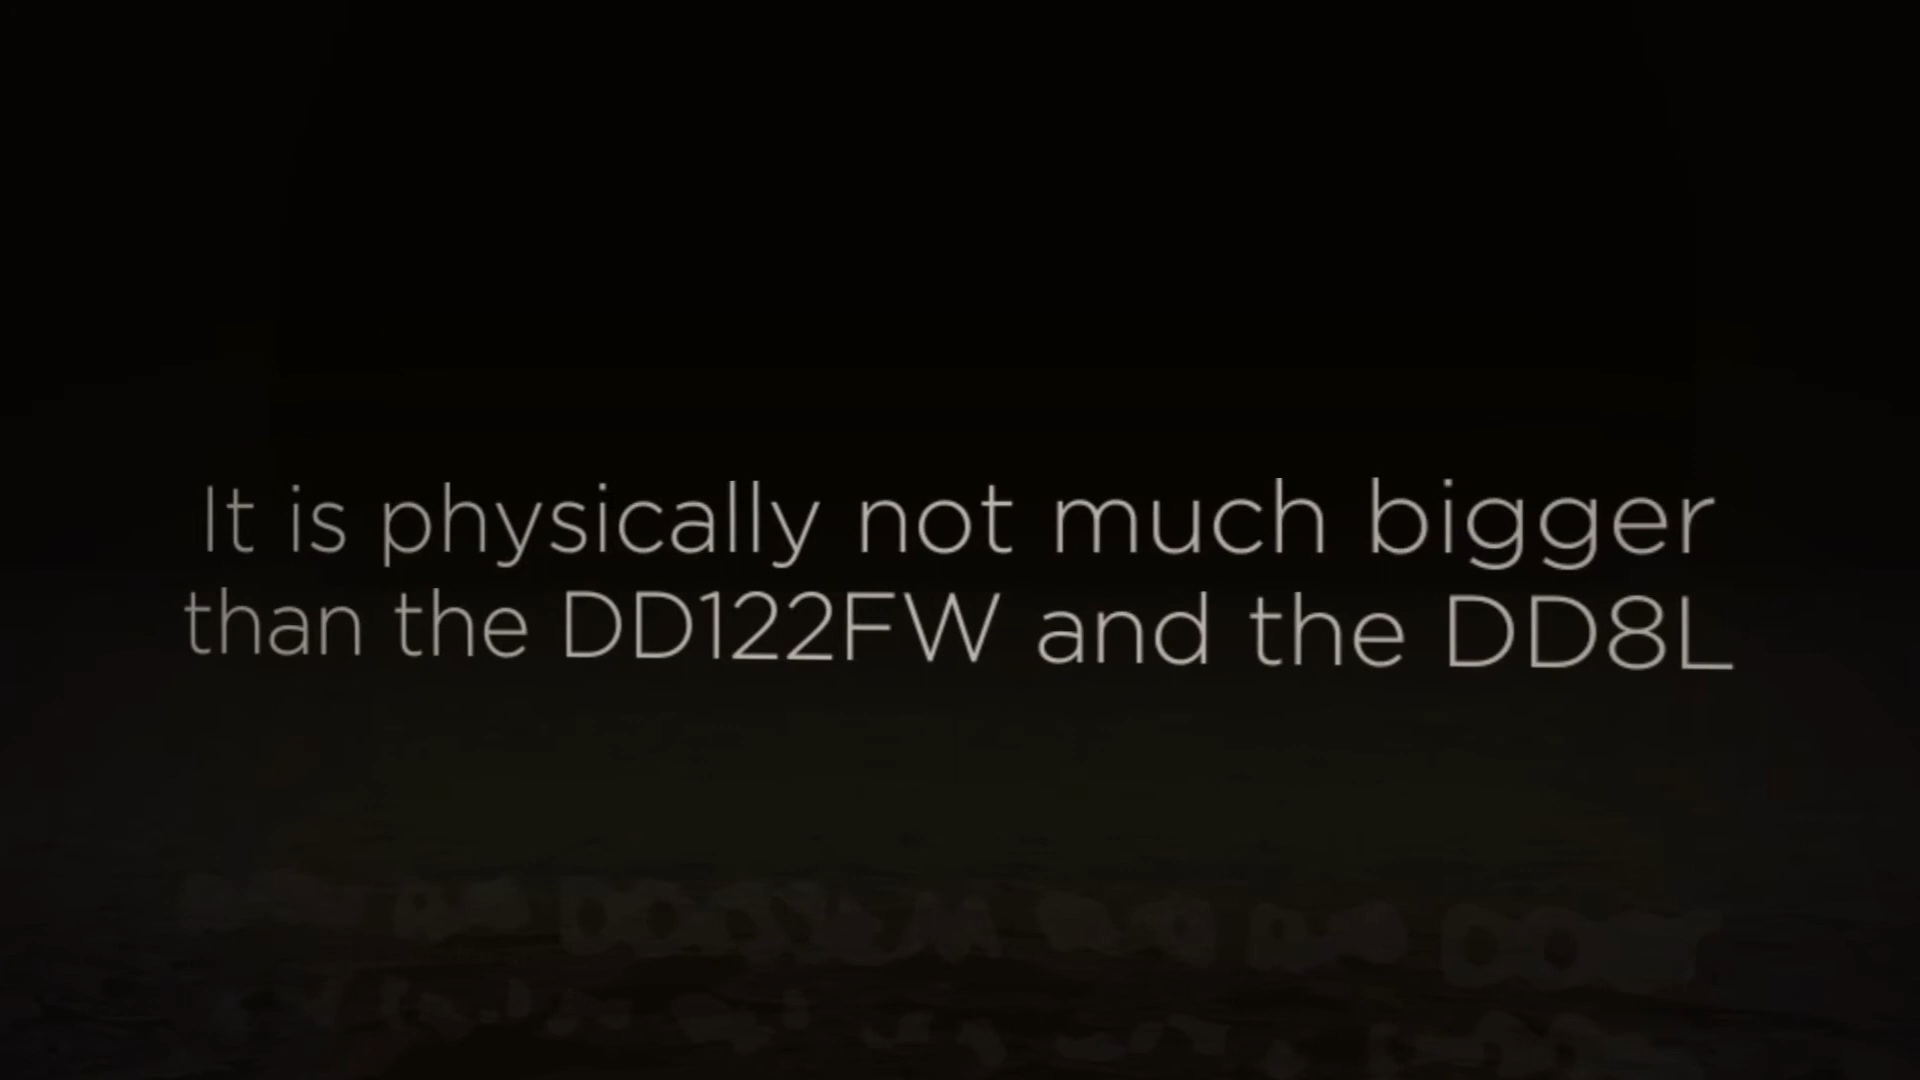 It is physically not much bigger
than the DD122FW and the DD8L